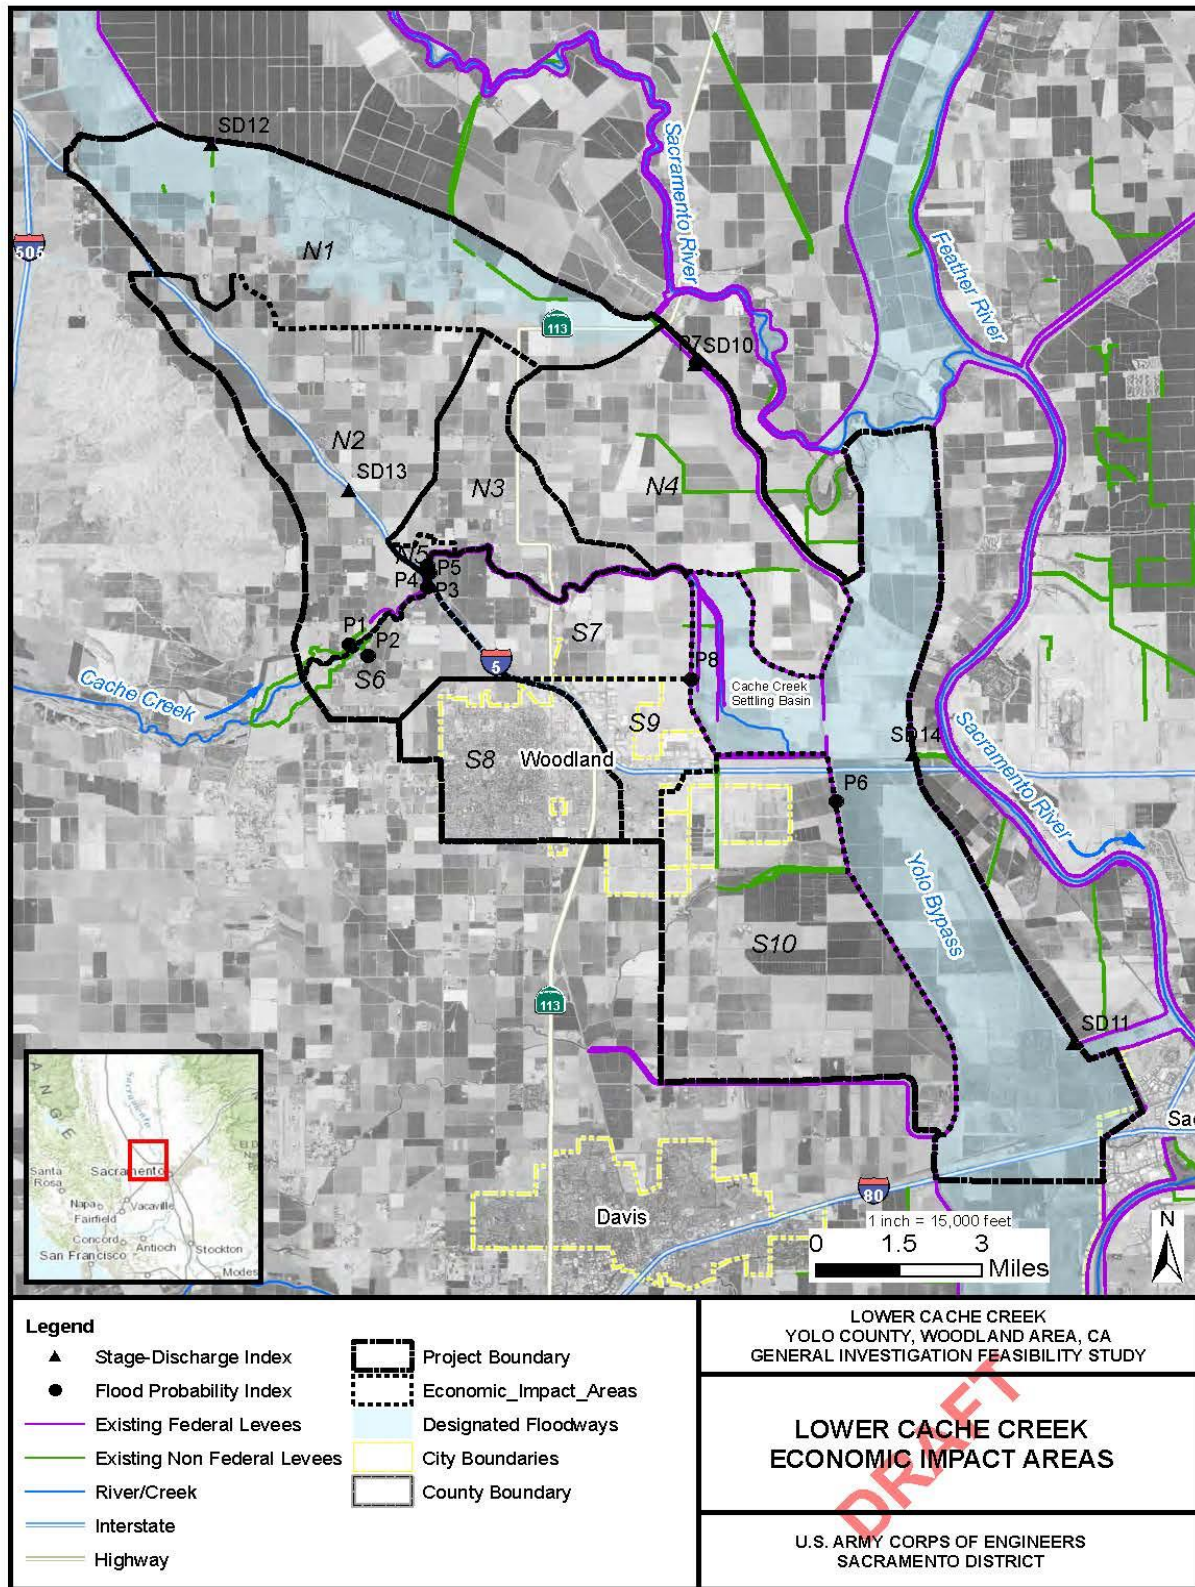 SD12
505
N1
Sacramento River
Feather River
113
P7
SD10
N2
SD13
N3
N4
N5
P5
P4
P3
P1
P2
S6
S7
5
P8
Cache Creek
Cache Creek
Settling Basin
S9
S8
Woodland
SD14
P6
Sacramento River
Yolo Bypass
S10
113
SD11
Sac
80
Davis
1 inch = 15,000 feet
0 1.5 3
Miles
N
Sacramento
Santa
Rosa
Napa
Vacaville
Fairfield
Concord
Antioch
San Francisco
Stockton
Modes
Legend
Stage-Discharge Index
Flood Probability Index
Existing Federal Levees
Existing Non Federal Levees
River/Creek
Interstate
Highway
Project Boundary
Economic_Impact_Areas
Designated Floodways
City Boundaries
County Boundary
LOWER CACHE CREEK
YOLO COUNTY, WOODLAND AREA, CA
GENERAL INVESTIGATION FEASIBILITY STUDY
LOWER CACHE CREEK
ECONOMIC IMPACT AREAS
DRAFT
U.S. ARMY CORPS OF ENGINEERS
SACRAMENTO DISTRICT